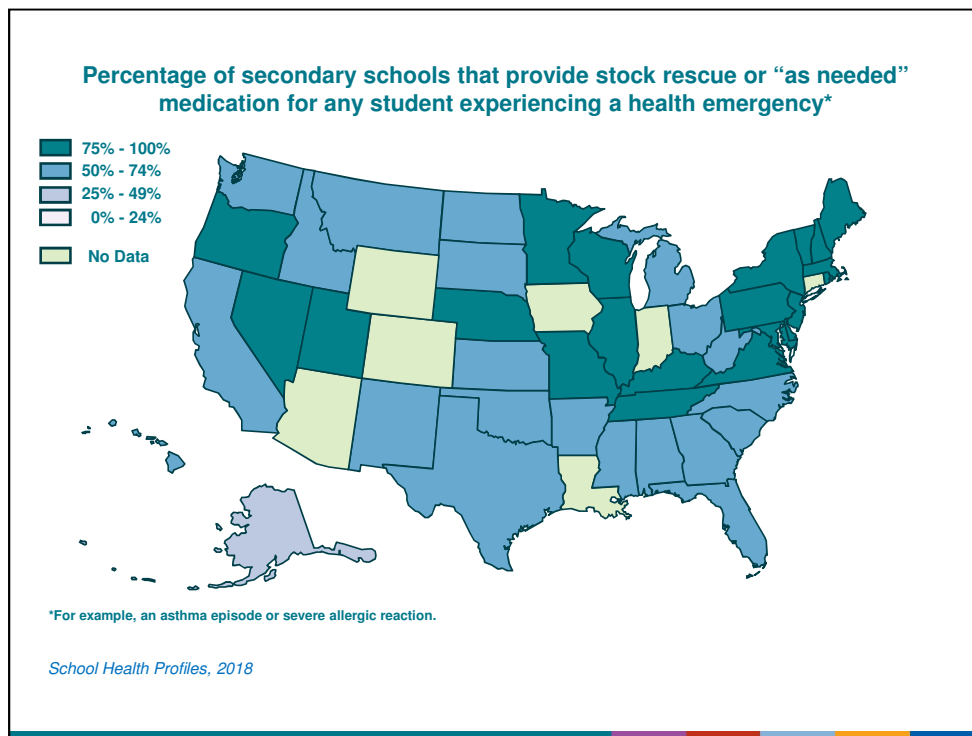 Percentage of secondary schools that provide stock rescue or “as needed”
medication for any student experiencing a health emergency*
75% - 100%
50% - 74%
25% - 49%
0% - 24%
No Data
*For example, an asthma episode or severe allergic reaction.
School Health Profiles, 2018